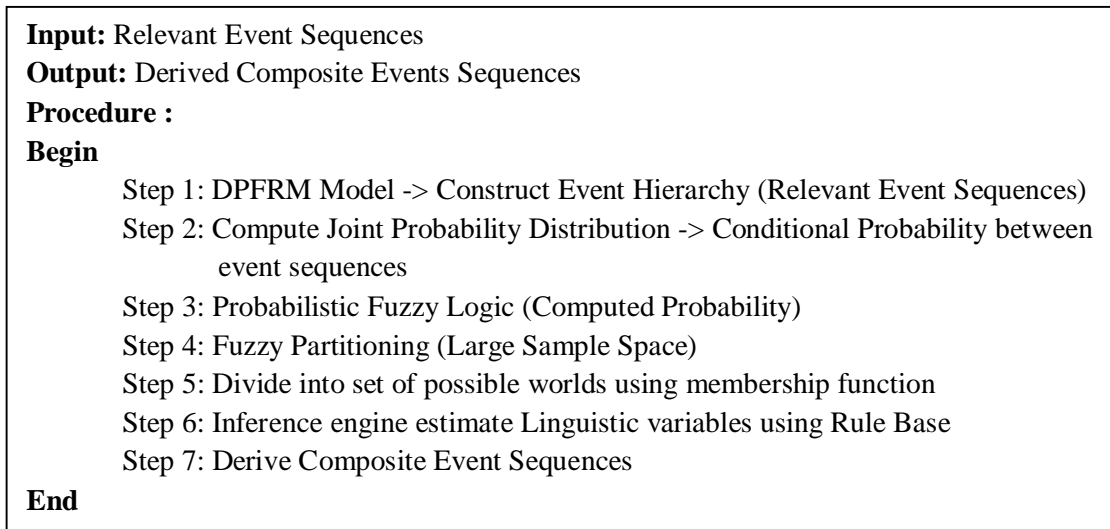 Input: Relevant Event Sequences
Output: Derived Composite Events Sequences
Procedure :
Begin
Step 1: DPFRM Model -> Construct Event Hierarchy (Relevant Event Sequences)
Step 2: Compute Joint Probability Distribution -> Conditional Probability between
event sequences
Step 3: Probabilistic Fuzzy Logic (Computed Probability)
Step 4: Fuzzy Partitioning (Large Sample Space)
Step 5: Divide into set of possible worlds using membership function
Step 6: Inference engine estimate Linguistic variables using Rule Base
Step 7: Derive Composite Event Sequences
End